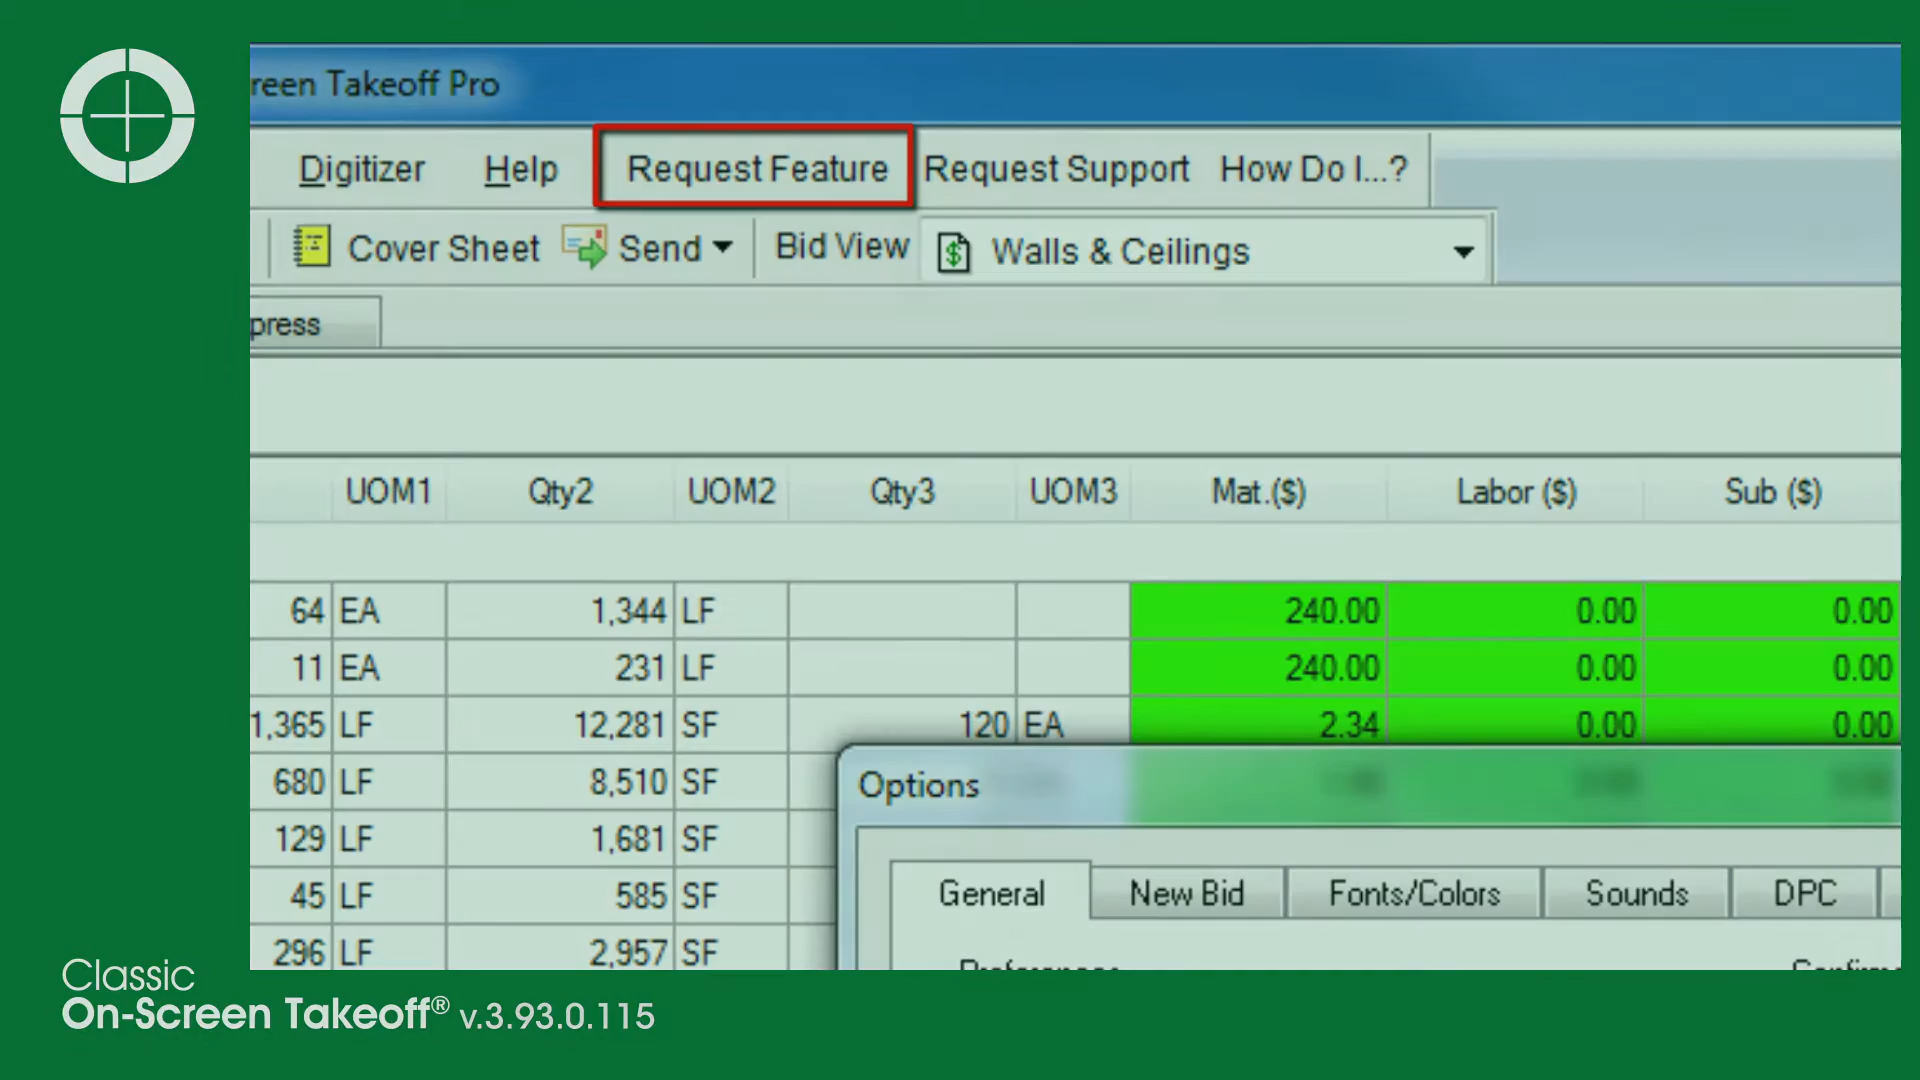 reen Takeoff Pro
Digitizer Help Request Feature Request Support How Do I...?
Cover Sheet Send Bid View Walls & Ceilings
press
UOM1 Qty2 UOM2 Qty3 UOM3 Mat.($) Labor ($) Sub ($)
64 EA 1,344 LF 240.00 0.00 0.00
11 EA 231 LF 240.00 0.00 0.00
1,365 LF 12,281 SF 120 EA 2.34 0.00 0.00
680 LF 8,510 SF
129 LF 1,681 SF
45 LF 585 SF
296 LF 2,957 SF
Options
General New Bid Fonts/Colors Sounds DPC
Classic
On-Screen Takeoff® v.3.93.0.115